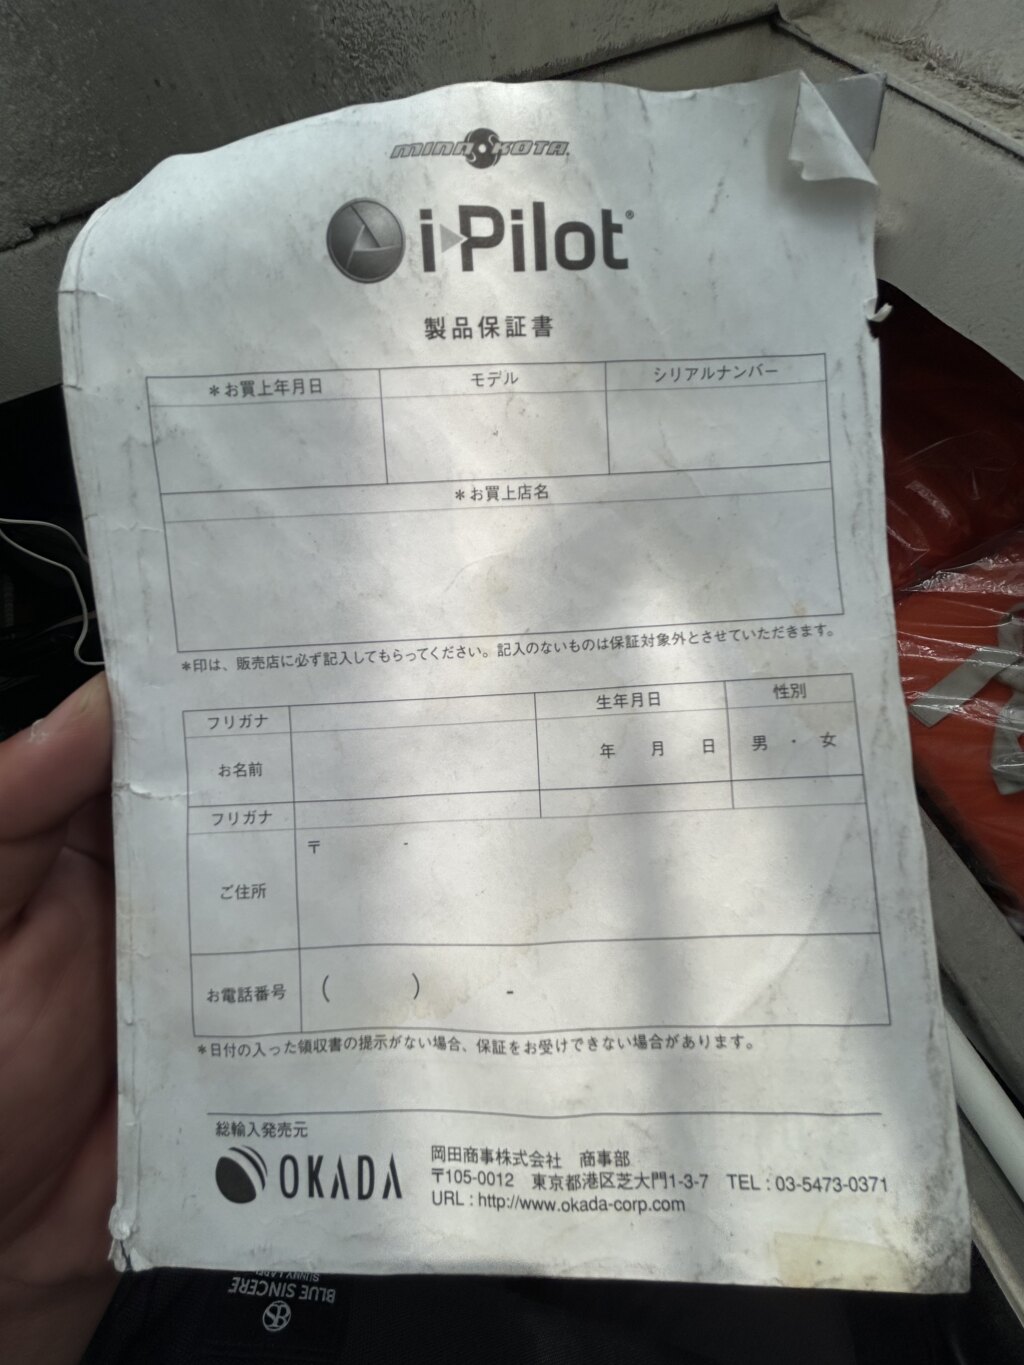 MINN KOTA
i-Pilot®
製品保証書
＊お買上年月日 モデル シリアルナンバー
＊お買上店名
＊印は、販売店に必ず記入してもらってください。記入のないものは保証対象外とさせていただきます。
フリガナ 生年月日 性別
お名前 年 月 日 男 ・ 女
フリガナ
〒 -
ご住所
お電話番号 ( ) -
＊日付の入った領収書の提示がない場合、保証をお受けできない場合があります。
総輸入発売元
OKADA
岡田商事株式会社 商事部
〒105-0012 東京都港区芝大門1-3-7 TEL : 03-5473-0371
URL : http://www.okada-corp.com
BLUE SINCERE
SUNNY LABEL